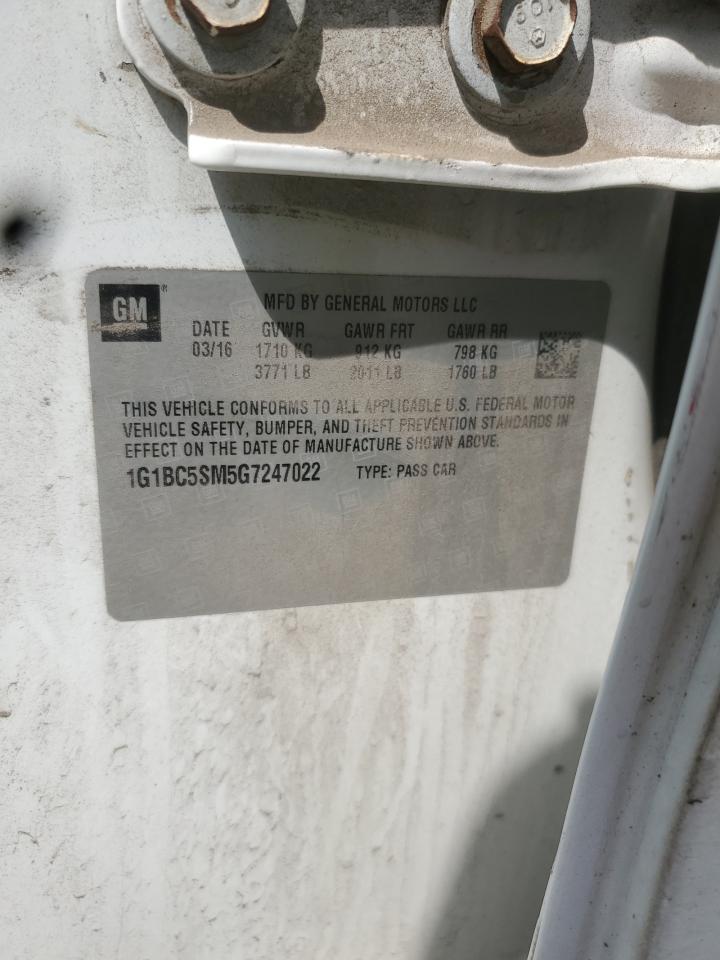 GM ®
MFD BY GENERAL MOTORS LLC
DATE GVWR GAWR FRT GAWR RR
03/16 1710 KG 912 KG 798 KG
3771 LB 2011 LB 1760 LB
THIS VEHICLE CONFORMS TO ALL APPLICABLE U.S. FEDERAL MOTOR
VEHICLE SAFETY, BUMPER, AND THEFT PREVENTION STANDARDS IN
EFFECT ON THE DATE OF MANUFACTURE SHOWN ABOVE.
1G1BC5SM5G7247022 TYPE: PASS CAR